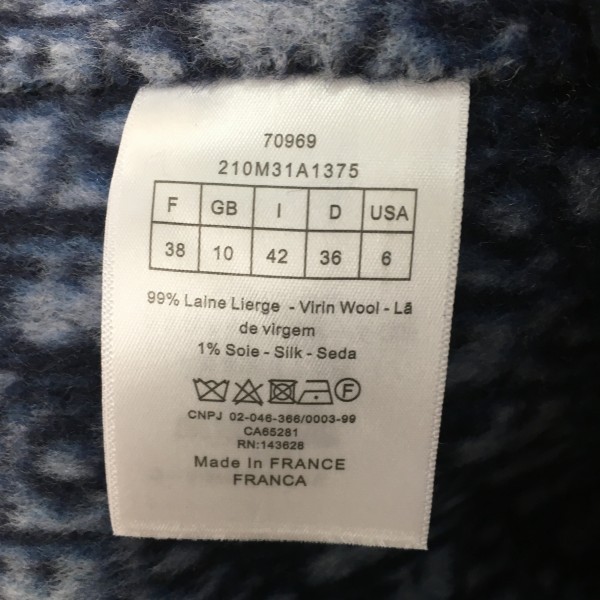 70969
210M31A1375
F GB I D USA
38 10 42 36 6
99% Laine Lierge - Virin Wool - Lã
de virgem
1% Soie - Silk - Seda
F
CNPJ 02-046-366/0003-99
CA65281
RN:143628
Made In FRANCE
FRANCA